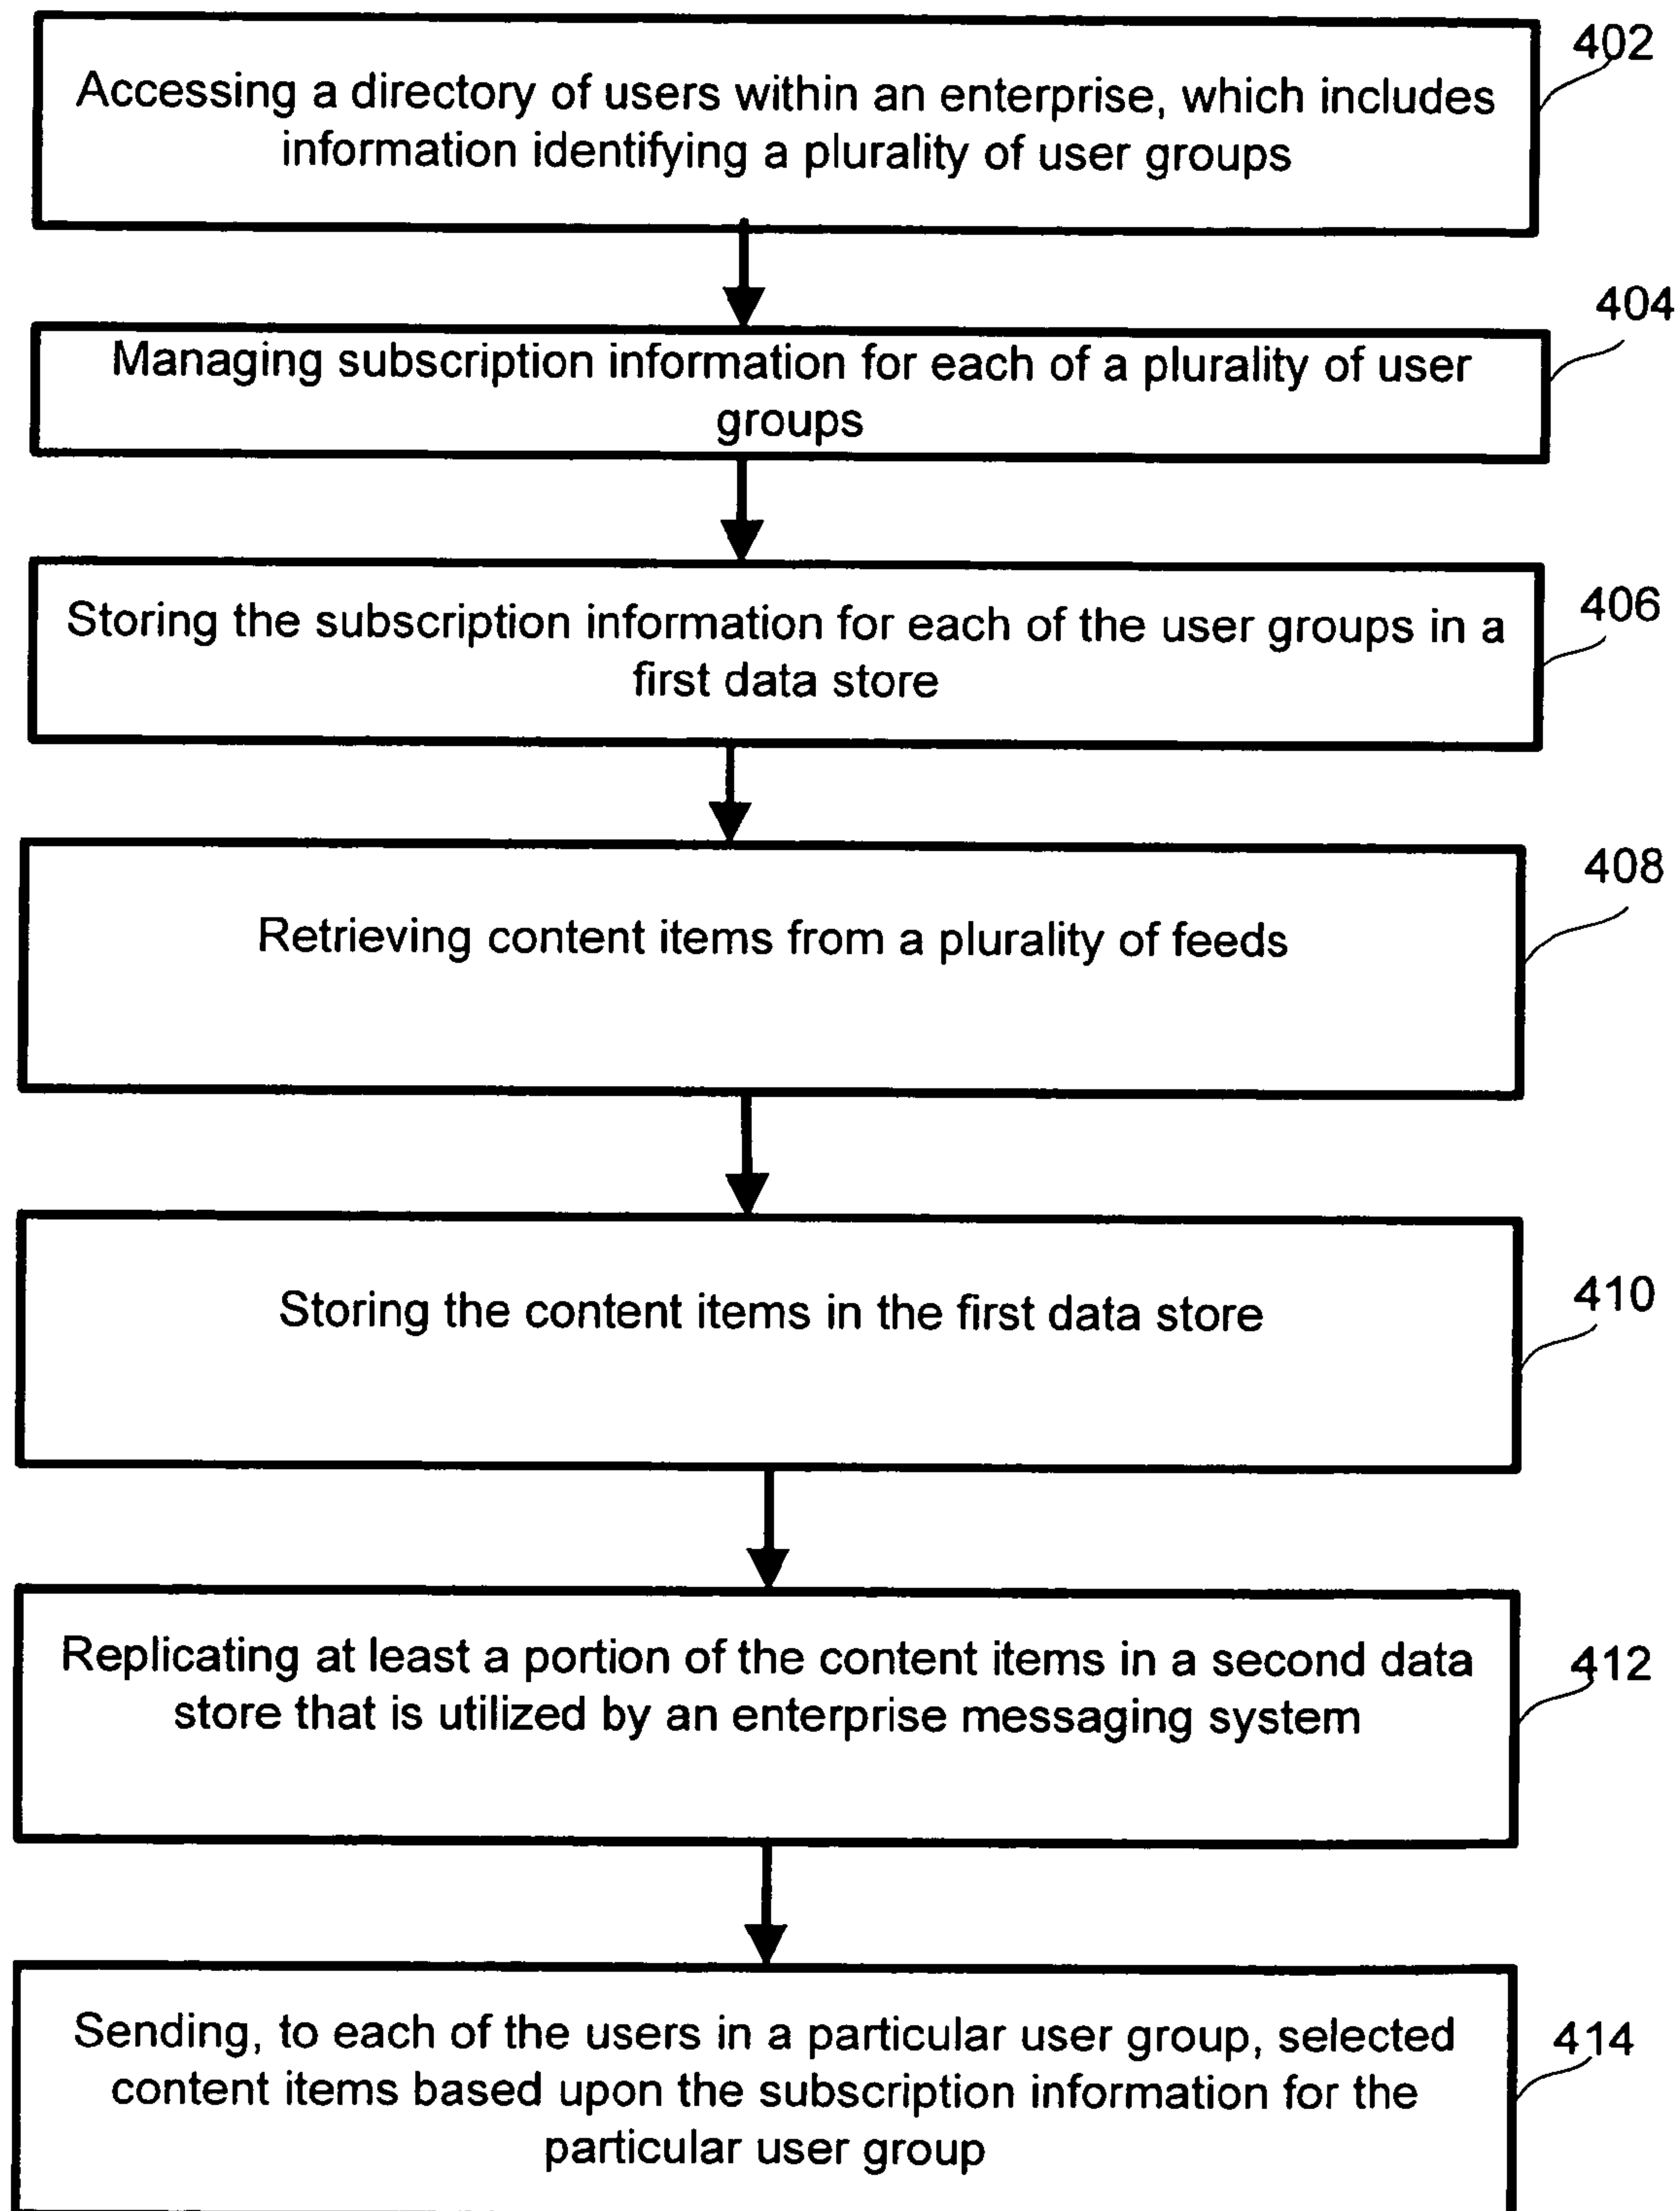 402
Accessing a directory of users within an enterprise, which includes
information identifying a plurality of user groups
404
Managing subscription information for each of a plurality of user
groups
406
Storing the subscription information for each of the user groups in a
first data store
408
Retrieving content items from a plurality of feeds
410
Storing the content items in the first data store
412
Replicating at least a portion of the content items in a second data
store that is utilized by an enterprise messaging system
414
Sending, to each of the users in a particular user group, selected
content items based upon the subscription information for the
particular user group